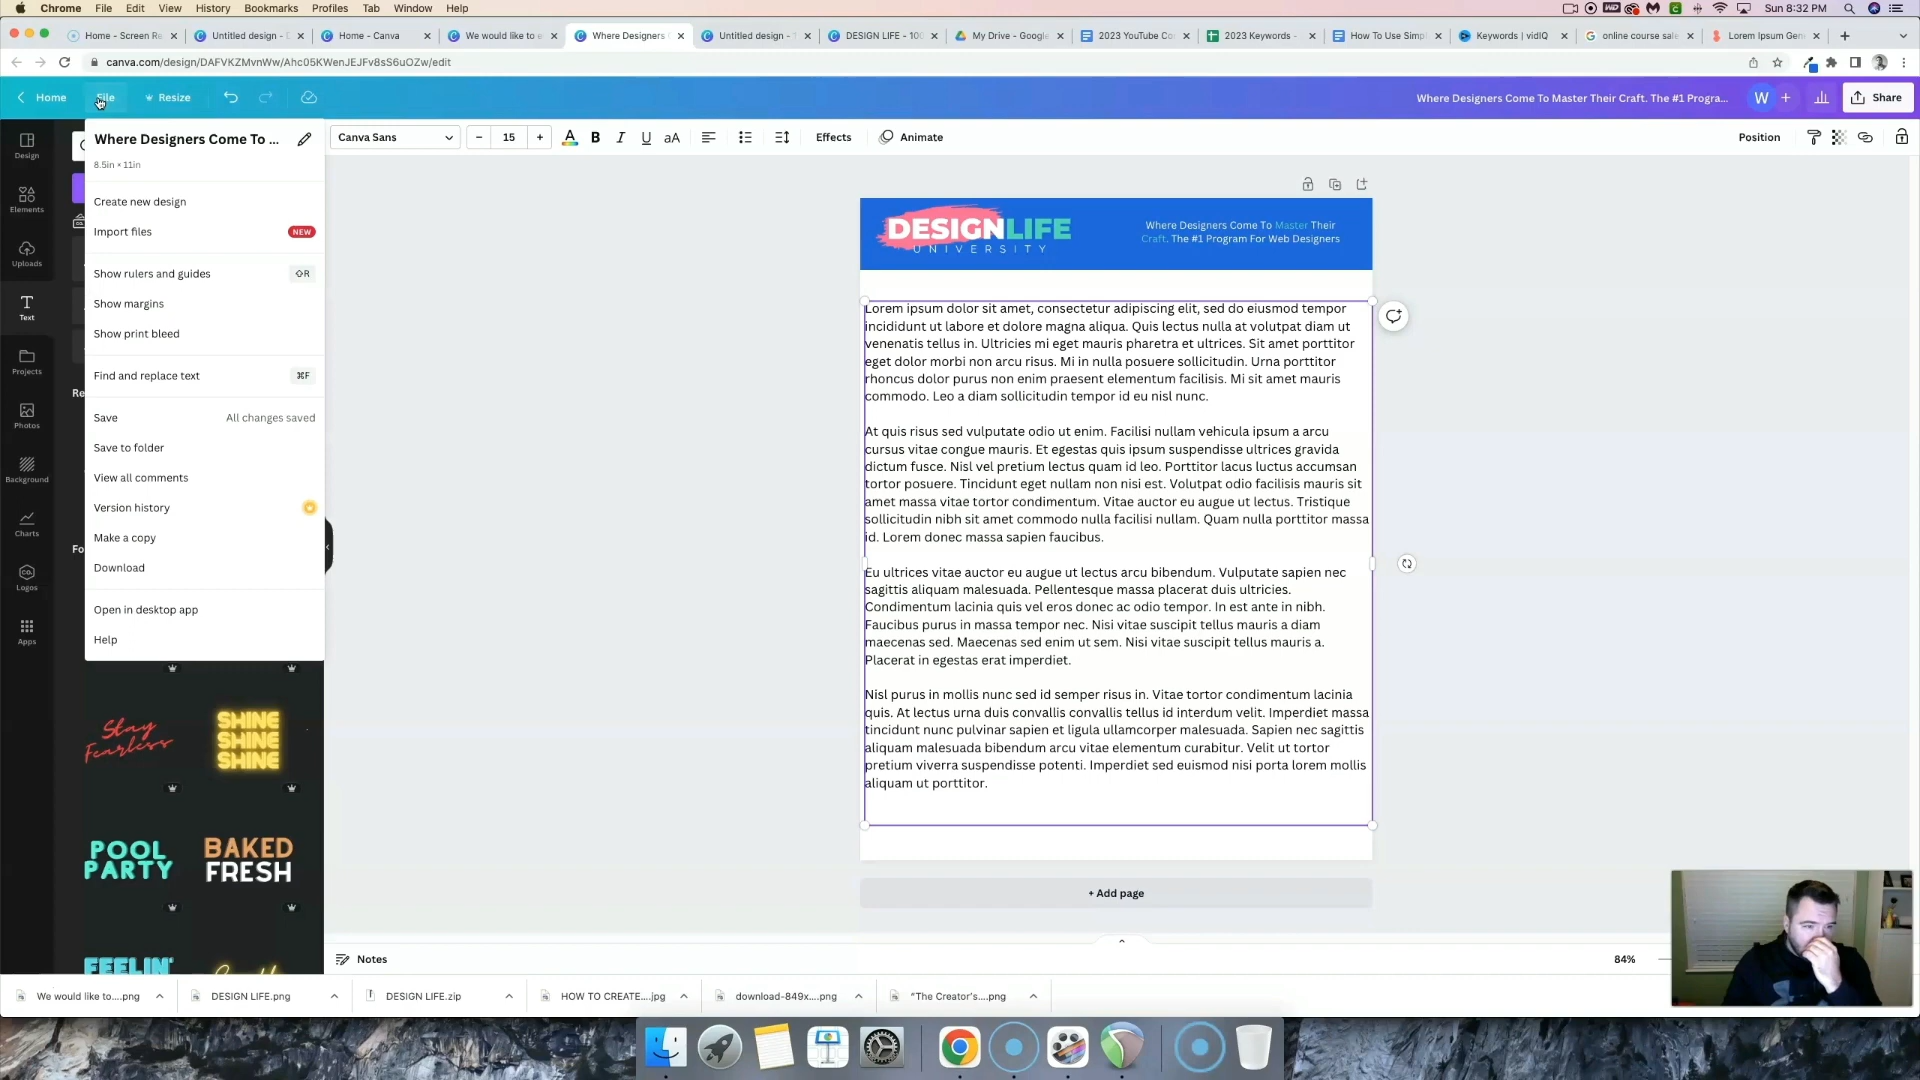 Chrome File Edit View History Bookmarks Profiles Tab Window Help Sun 8:32 PM
Home - Screen Re Untitled design - Home - Canva We would like to e Where Designers Untitled design - DESIGN LIFE - 100 My Drive - Google 2023 YouTube Co 2023 Keywords - How To Use Simpl Keywords | vidIQ online course sale Lorem Ipsum Gene
canva.com/design/DAFVKZMvnWw/Ahc05KWenJEJFv8sS6uOZw/edit
Home File Resize Where Designers Come To Master Their Craft. The #1 Progra... W Share
Where Designers Come To ...
8.5in × 11in
Create new design
Import files NEW
Show rulers and guides ⇧R
Show margins
Show print bleed
Find and replace text ⌘F
Save All changes saved
Save to folder
View all comments
Version history
Make a copy
Download
Open in desktop app
Help
Design
Elements
Uploads
Text
Projects
Photos
Background
Charts
Logos
Apps
Re
Fo
Stay Fearless
SHINE
SHINE
SHINE
POOL
PARTY
BAKED
FRESH
FEELIN'
Canva Sans 15 A B I U aA Effects Animate Position
DESIGNLIFE
UNIVERSITY
Where Designers Come To Master Their
Craft. The #1 Program For Web Designers
Lorem ipsum dolor sit amet, consectetur adipiscing elit, sed do eiusmod tempor
incididunt ut labore et dolore magna aliqua. Quis lectus nulla at volutpat diam ut
venenatis tellus in. Ultricies mi eget mauris pharetra et ultrices. Sit amet porttitor
eget dolor morbi non arcu risus. Mi in nulla posuere sollicitudin. Urna porttitor
rhoncus dolor purus non enim praesent elementum facilisis. Mi sit amet mauris
commodo. Leo a diam sollicitudin tempor id eu nisl nunc.
At quis risus sed vulputate odio ut enim. Facilisi nullam vehicula ipsum a arcu
cursus vitae congue mauris. Et egestas quis ipsum suspendisse ultrices gravida
dictum fusce. Nisl vel pretium lectus quam id leo. Porttitor lacus luctus accumsan
tortor posuere. Tincidunt eget nullam non nisi est. Volutpat odio facilisis mauris sit
amet massa vitae tortor condimentum. Vitae auctor eu augue ut lectus. Tristique
sollicitudin nibh sit amet commodo nulla facilisi nullam. Quam nulla porttitor massa
id. Lorem donec massa sapien faucibus.
Eu ultrices vitae auctor eu augue ut lectus arcu bibendum. Vulputate sapien nec
sagittis aliquam malesuada. Pellentesque massa placerat duis ultricies.
Condimentum lacinia quis vel eros donec ac odio tempor. In est ante in nibh.
Faucibus purus in massa tempor nec. Nisi vitae suscipit tellus mauris a diam
maecenas sed. Maecenas sed enim ut sem. Nisi vitae suscipit tellus mauris a.
Placerat in egestas erat imperdiet.
Nisl purus in mollis nunc sed id semper risus in. Vitae tortor condimentum lacinia
quis. At lectus urna duis convallis convallis tellus id interdum velit. Imperdiet massa
tincidunt nunc pulvinar sapien et ligula ullamcorper malesuada. Sapien nec sagittis
aliquam malesuada bibendum arcu vitae elementum curabitur. Velit ut tortor
pretium viverra suspendisse potenti. Imperdiet sed euismod nisi porta lorem mollis
aliquam ut porttitor.
+ Add page
Notes 84%
We would like to....png DESIGN LIFE.png DESIGN LIFE.zip HOW TO CREATE....jpg download-849x....png "The Creator's....png